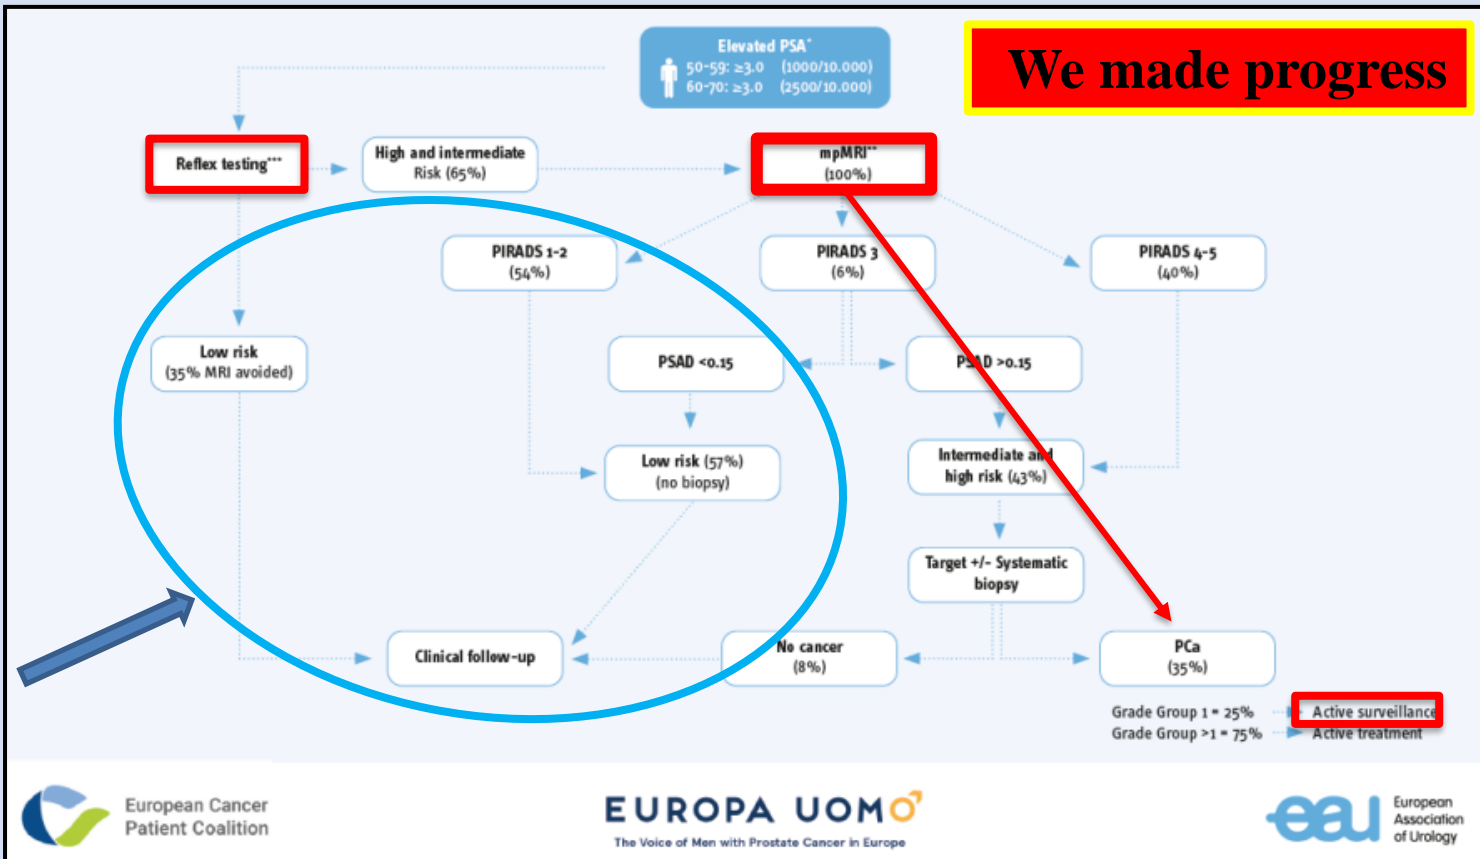 We made progress
Elevated PSA*
50-59: ≥3.0 (1000/10.000)
60-70: ≥3.0 (2500/10.000)
Reflex testing***
High and intermediate
Risk (65%)
mpMRI**
(100%)
PIRADS 1-2
(54%)
PIRADS 3
(6%)
PIRADS 4-5
(40%)
Low risk
(35% MRI avoided)
PSAD <0.15
PSAD >0.15
Low risk (57%)
(no biopsy)
Intermediate and
high risk (43%)
Target +/- Systematic
biopsy
Clinical follow-up
No cancer
(8%)
PCa
(35%)
Grade Group 1 = 25% Active surveillance
Grade Group >1 = 75% Active treatment
European Cancer
Patient Coalition
EUROPA UOMO
The Voice of Men with Prostate Cancer in Europe
eau
European
Association
of Urology